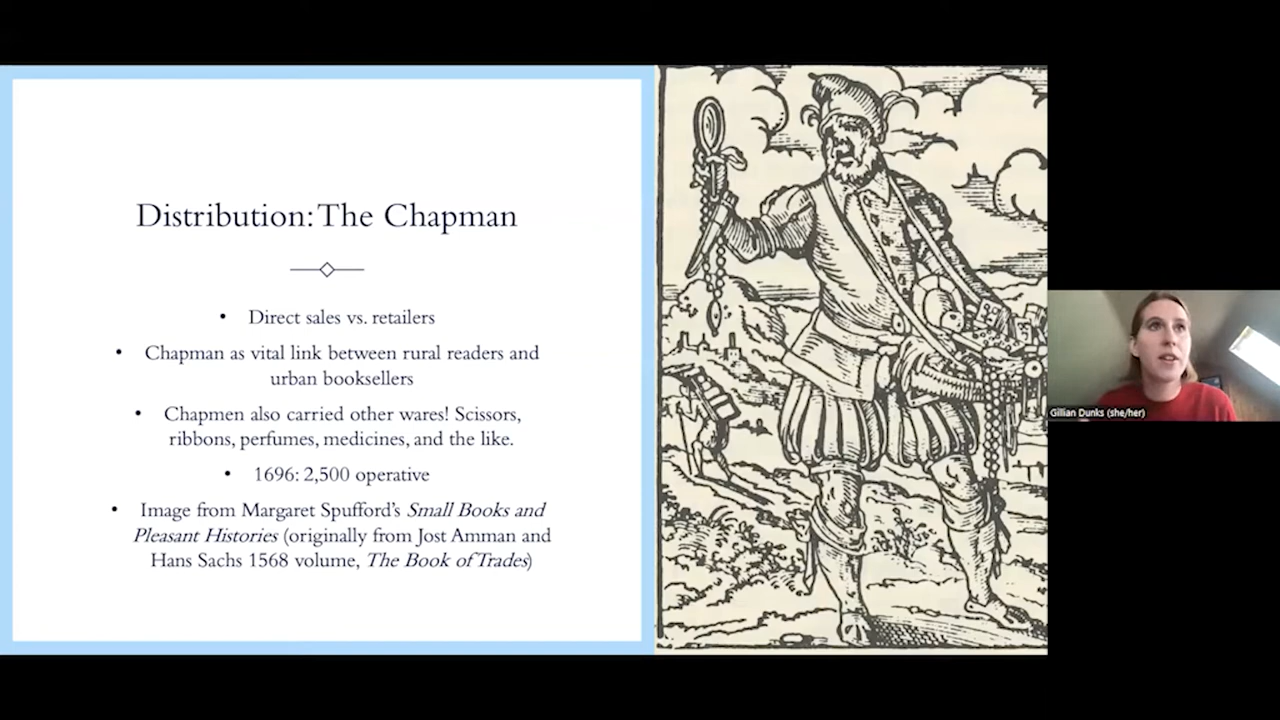 Distribution: The Chapman
• Direct sales vs. retailers
• Chapman as vital link between rural readers and
urban booksellers
• Chapmen also carried other wares! Scissors,
ribbons, perfumes, medicines, and the like.
• 1696: 2,500 operative
• Image from Margaret Spufford’s Small Books and
Pleasant Histories (originally from Jost Amman and
Hans Sachs 1568 volume, The Book of Trades)
Gillian Dunks (she/her)